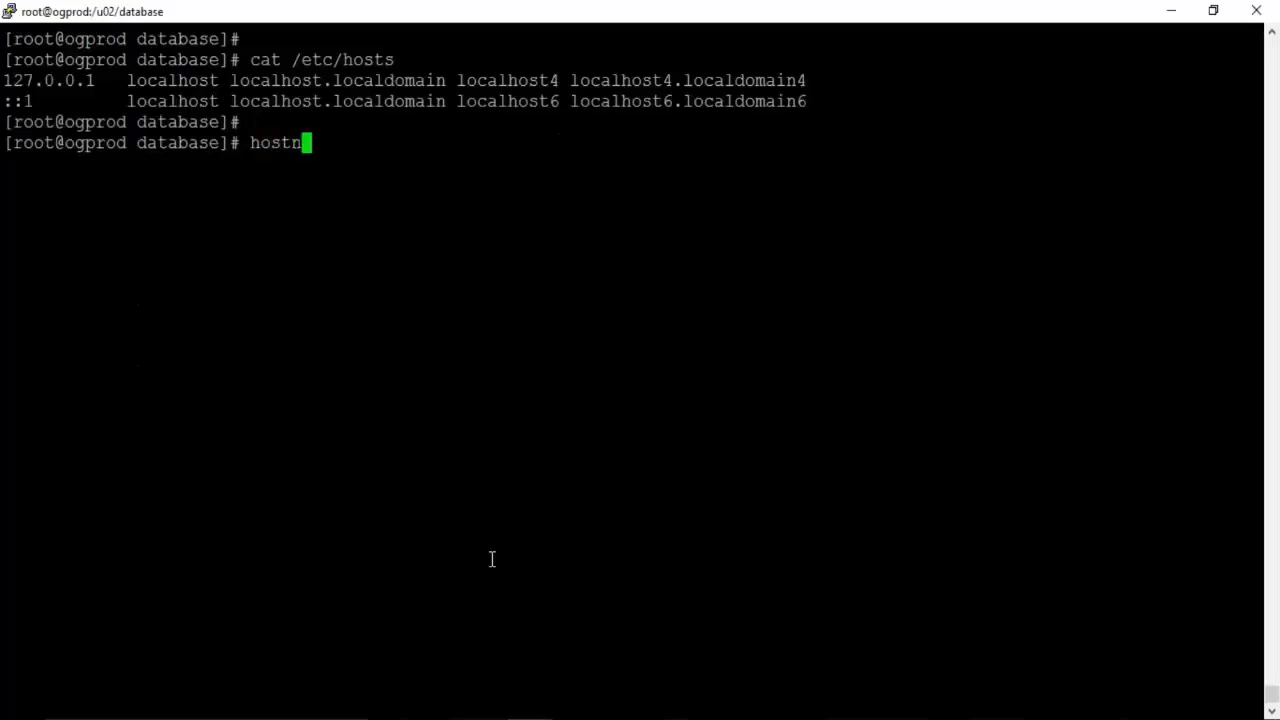 root@ogprod:/u02/database
[root@ogprod database]#
[root@ogprod database]# cat /etc/hosts
127.0.0.1   localhost localhost.localdomain localhost4 localhost4.localdomain4
::1         localhost localhost.localdomain localhost6 localhost6.localdomain6
[root@ogprod database]#
[root@ogprod database]# hostn